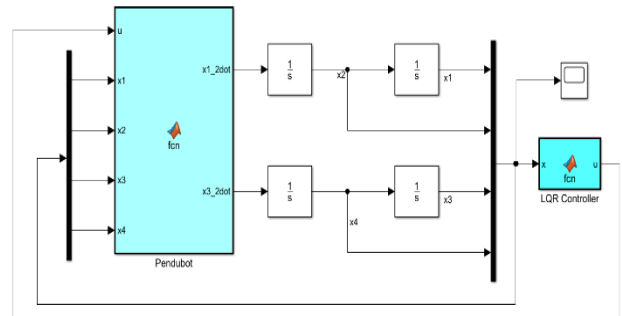 u
x1
x2
x3
x4
fcn
x1_2dot
x3_2dot
Pendubot
1
s
x2
1
s
x1
1
s
x4
1
s
x3
x
fcn
u
LQR Controller